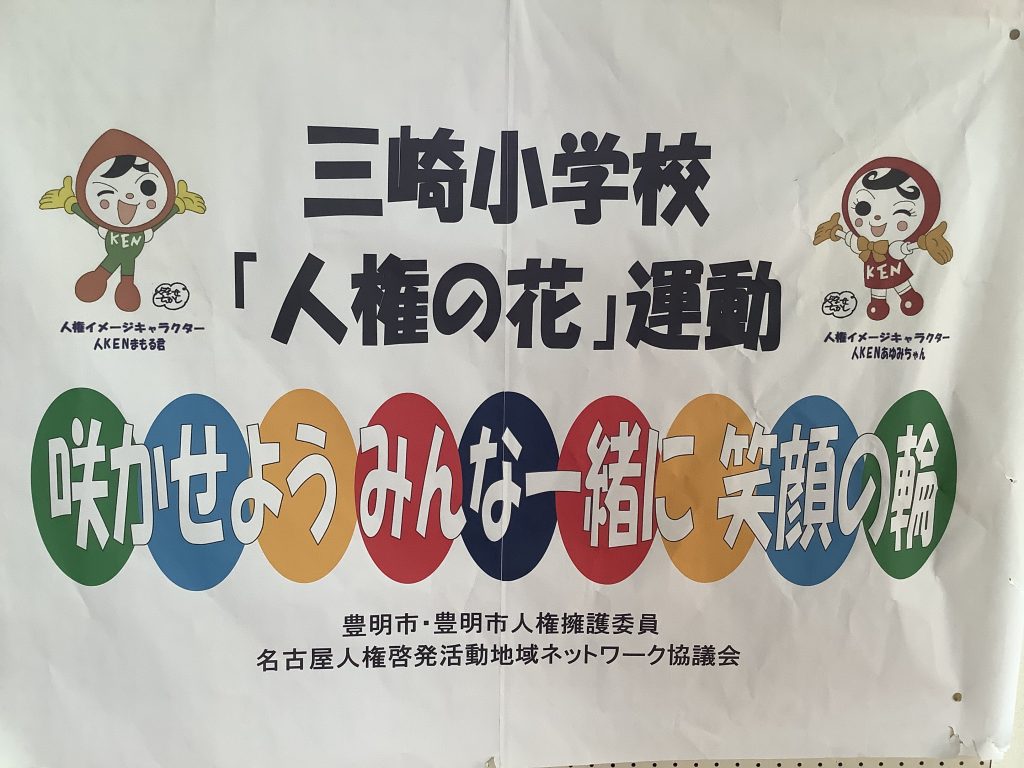 三崎小学校
「人権の花」運動
KEN
人権イメージキャラクター
人KENまもる君
KEN
人権イメージキャラクター
人KENあゆみちゃん
咲かせよう みんな一緒に 笑顔の輪
豊明市・豊明市人権擁護委員
名古屋人権啓発活動地域ネットワーク協議会